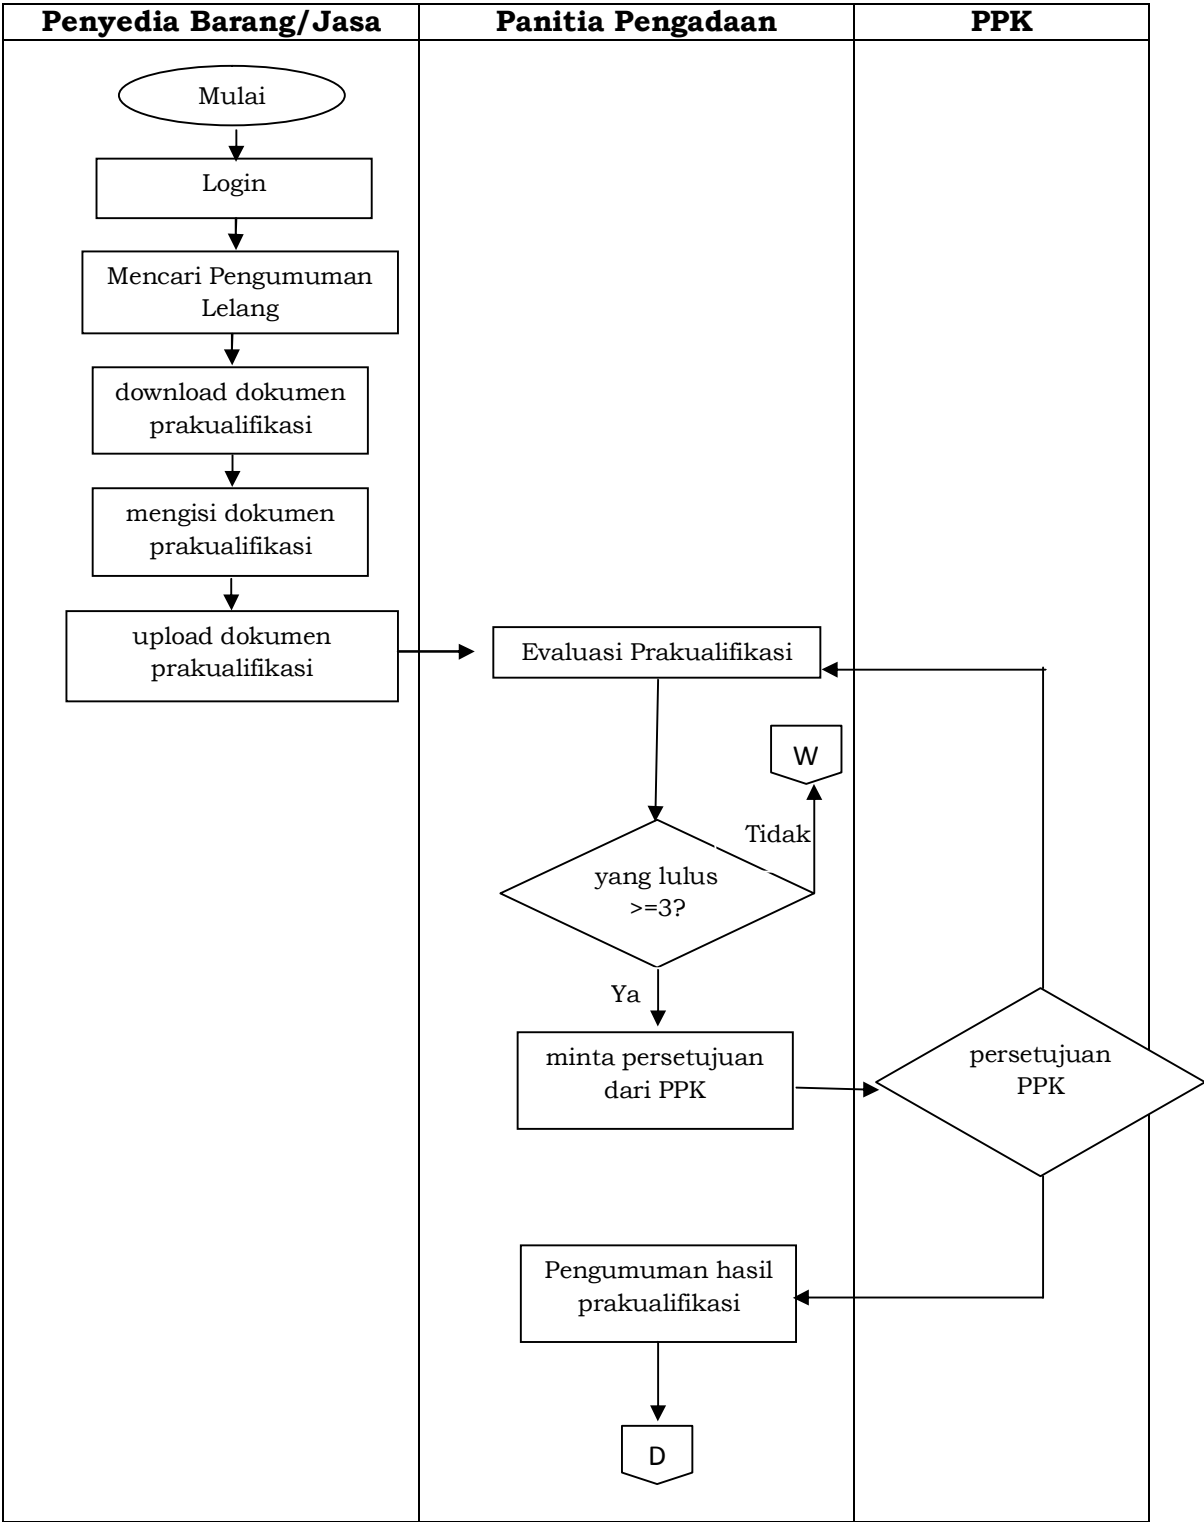 Penyedia Barang/Jasa
Panitia Pengadaan
PPK
Mulai
Login
Mencari Pengumuman
Lelang
download dokumen
prakualifikasi
mengisi dokumen
prakualifikasi
upload dokumen
prakualifikasi
Evaluasi Prakualifikasi
W
Tidak
yang lulus
>=3?
Ya
minta persetujuan
dari PPK
persetujuan
PPK
Pengumuman hasil
prakualifikasi
D